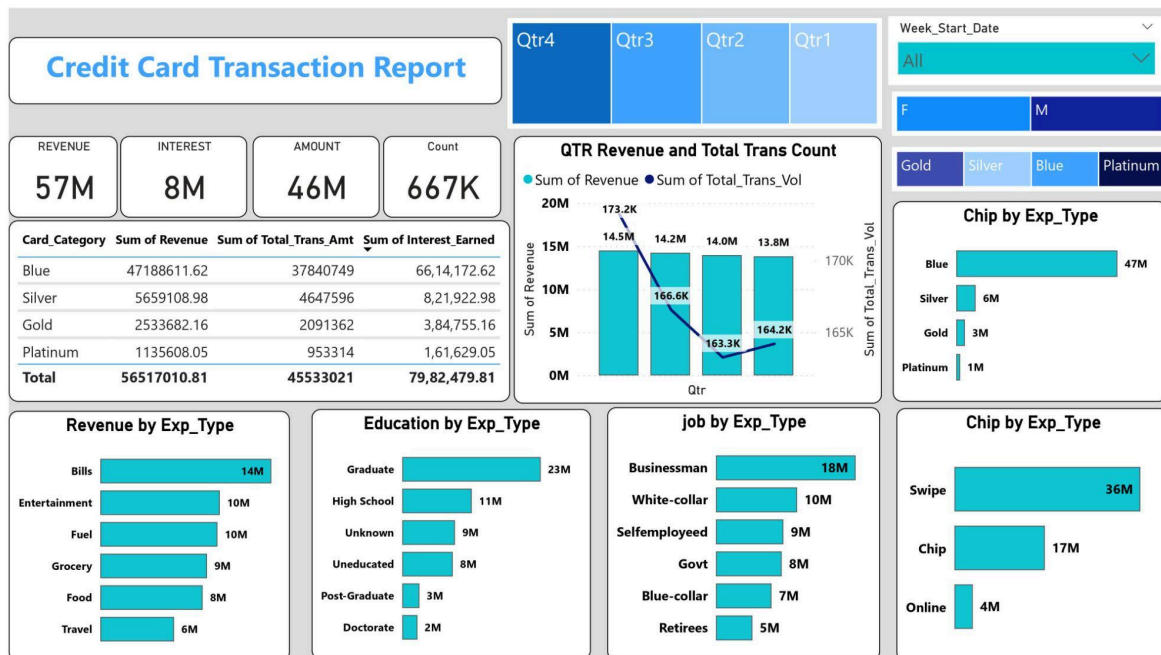 Credit Card Transaction Report
Qtr4 Qtr3 Qtr2 Qtr1
Week_Start_Date
All
F M
Gold Silver Blue Platinum
REVENUE
57M
INTEREST
8M
AMOUNT
46M
Count
667K
Card_Category Sum of Revenue Sum of Total_Trans_Amt Sum of Interest_Earned
Blue 47188611.62 37840749 66,14,172.62
Silver 5659108.98 4647596 8,21,922.98
Gold 2533682.16 2091362 3,84,755.16
Platinum 1135608.05 953314 1,61,629.05
Total 56517010.81 45533021 79,82,479.81
QTR Revenue and Total Trans Count
Sum of Revenue Sum of Total_Trans_Vol
Sum of Revenue
20M
15M
10M
5M
0M
173.2K
14.5M 14.2M 14.0M 13.8M
166.6K
163.3K
164.2K
170K
165K
Sum of Total_Trans_Vol
Qtr
Chip by Exp_Type
Blue 47M
Silver 6M
Gold 3M
Platinum 1M
Revenue by Exp_Type
Bills 14M
Entertainment 10M
Fuel 10M
Grocery 9M
Food 8M
Travel 6M
Education by Exp_Type
Graduate 23M
High School 11M
Unknown 9M
Uneducated 8M
Post-Graduate 3M
Doctorate 2M
job by Exp_Type
Businessman 18M
White-collar 10M
Selfemployeed 9M
Govt 8M
Blue-collar 7M
Retirees 5M
Chip by Exp_Type
Swipe 36M
Chip 17M
Online 4M